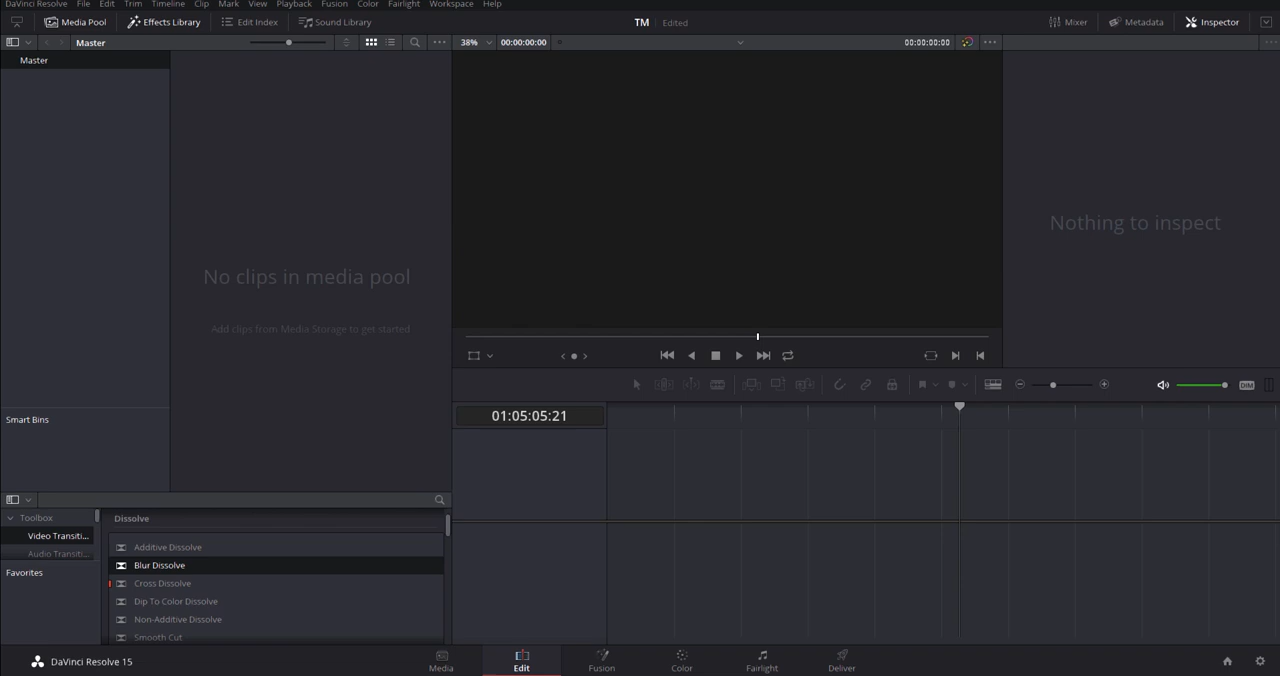 DaVinci Resolve File Edit Trim Timeline Clip Mark View Playback Fusion Color Fairlight Workspace Help
Media Pool Effects Library Edit Index Sound Library TM Edited Mixer Metadata Inspector
Master 38% 00:00:00:00 00:00:00:00
Master
Nothing to inspect
No clips in media pool
Add clips from Media Storage to get started
DIM
01:05:05:21
Smart Bins
Toolbox Dissolve
Video Transiti...
Additive Dissolve
Audio Transiti...
Blur Dissolve
Favorites
Cross Dissolve
Dip To Color Dissolve
Non-Additive Dissolve
Smooth Cut
DaVinci Resolve 15 Media Edit Fusion Color Fairlight Deliver